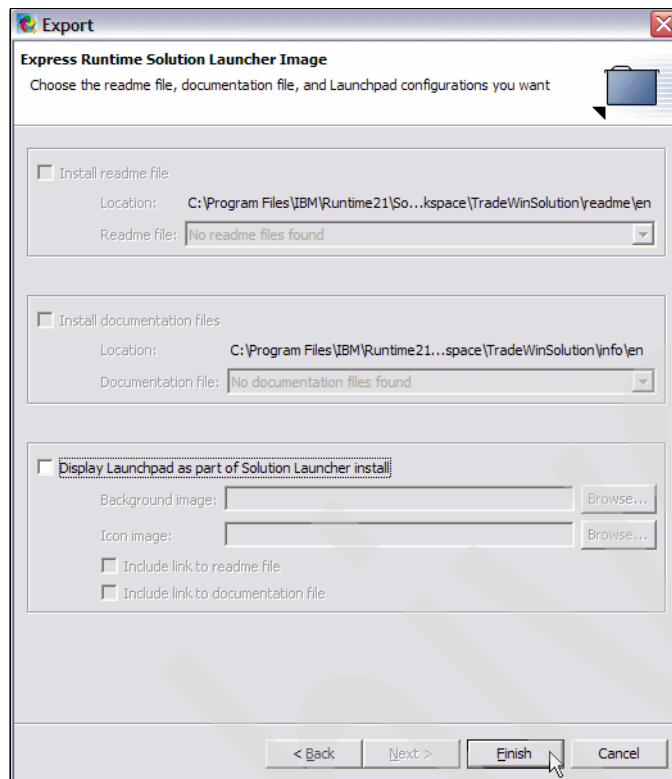 Export
Express Runtime Solution Launcher Image
Choose the readme file, documentation file, and Launchpad configurations you want
Install readme file
Location: C:\Program Files\IBM\Runtime21\So...kspace\TradeWinSolution\readme\en
Readme file: No readme files found
Install documentation files
Location: C:\Program Files\IBM\Runtime21...space\TradeWinSolution\info\en
Documentation file: No documentation files found
Display Launchpad as part of Solution Launcher install
Background image: Browse...
Icon image: Browse...
Include link to readme file
Include link to documentation file
< Back Next > Finish Cancel